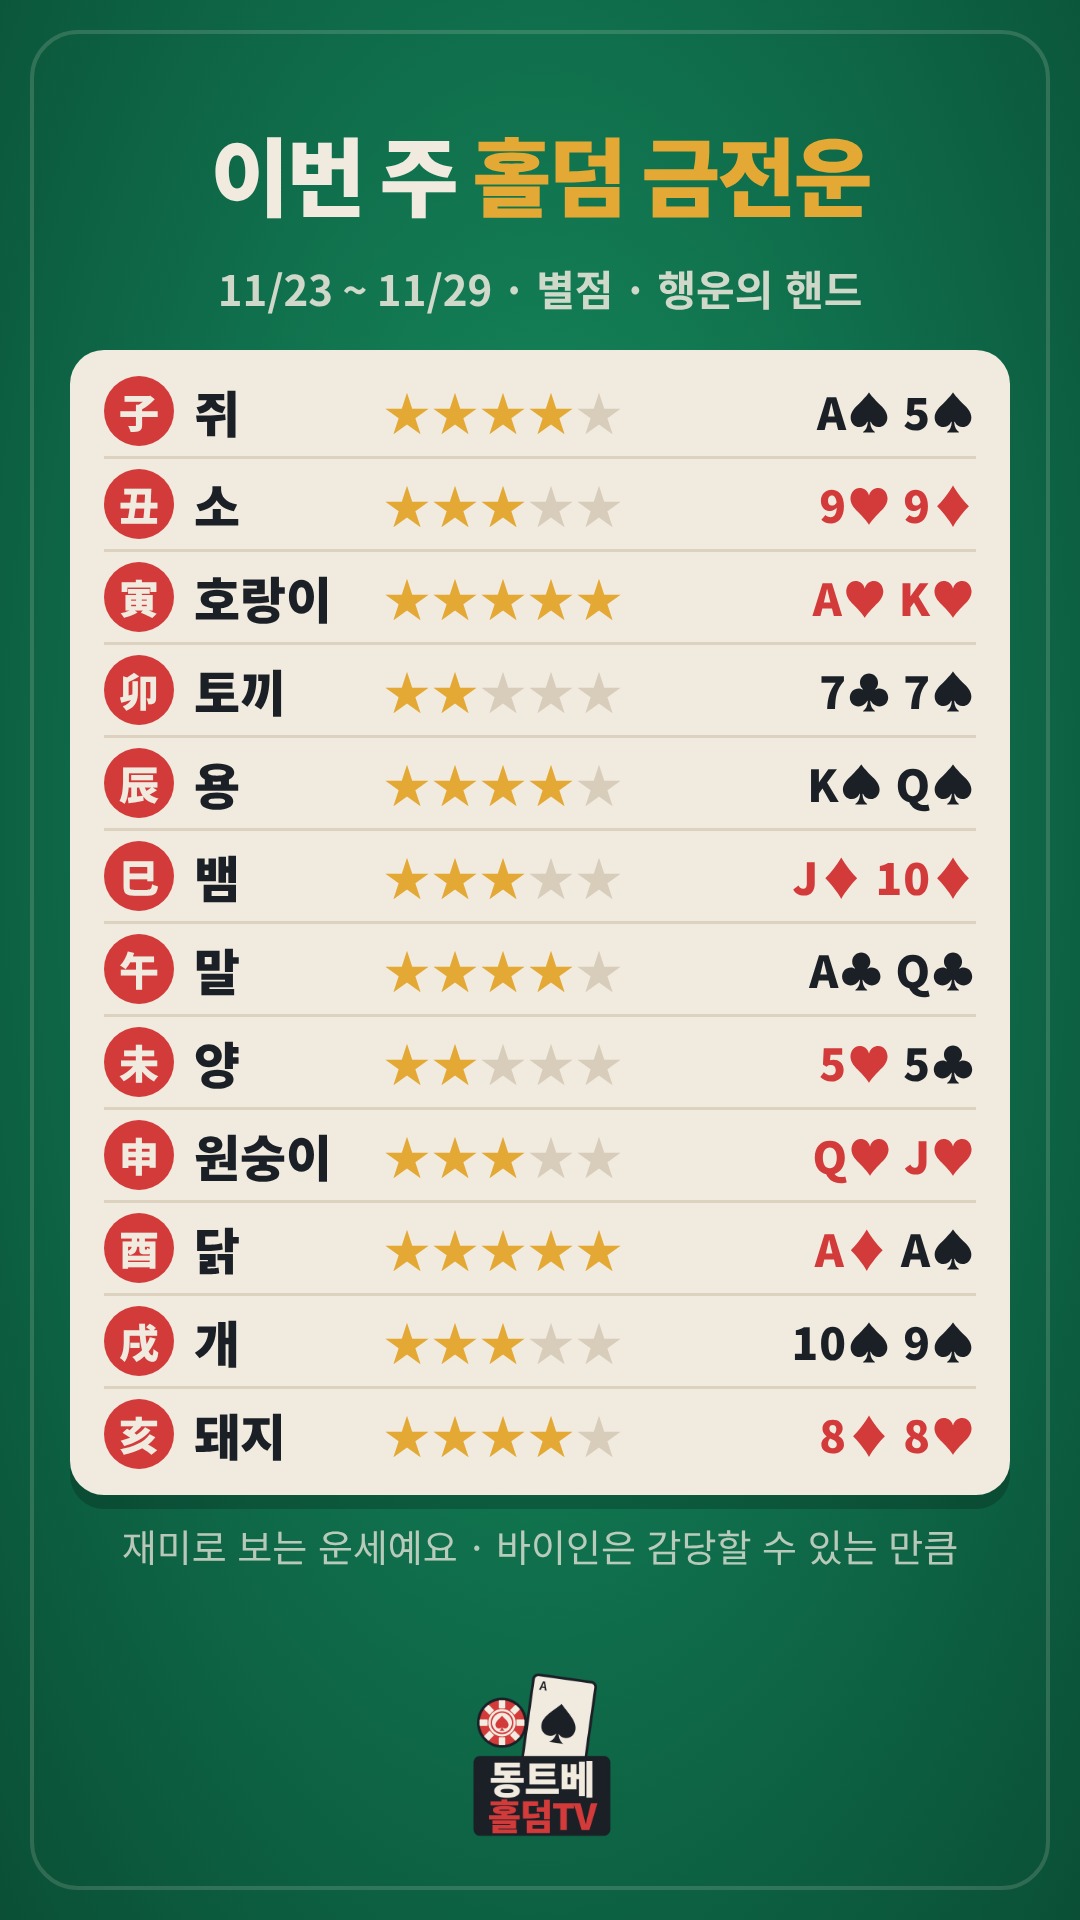 이번 주 홀덤 금전운
11/23 ~ 11/29 · 별점 · 행운의 핸드
子 쥐 ★★★★★ A♠ 5♠
丑 소 ★★★★★ 9♥ 9♦
寅 호랑이 ★★★★★ A♥ K♥
卯 토끼 ★★★★★ 7♣ 7♠
辰 용 ★★★★★ K♠ Q♠
巳 뱀 ★★★★★ J♦ 10♦
午 말 ★★★★★ A♣ Q♣
未 양 ★★★★★ 5♥ 5♣
申 원숭이 ★★★★★ Q♥ J♥
酉 닭 ★★★★★ A♦ A♠
戌 개 ★★★★★ 10♠ 9♠
亥 돼지 ★★★★★ 8♦ 8♥
재미로 보는 운세예요 · 바이인은 감당할 수 있는 만큼
A
동트베
홀덤TV